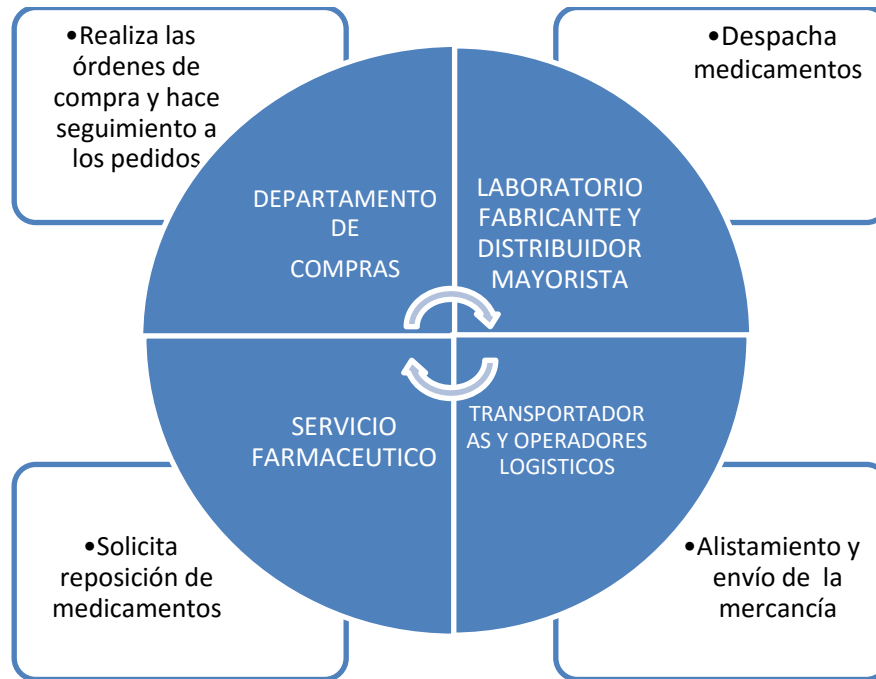 •Realiza las
órdenes de
compra y hace
seguimiento a
los pedidos
•Despacha
medicamentos
DEPARTAMENTO
DE
COMPRAS
LABORATORIO
FABRICANTE Y
DISTRIBUIDOR
MAYORISTA
SERVICIO
FARMACEUTICO
TRANSPORTADOR
AS Y OPERADORES
LOGISTICOS
•Solicita
reposición de
medicamentos
•Alistamiento y
envío de la
mercancía